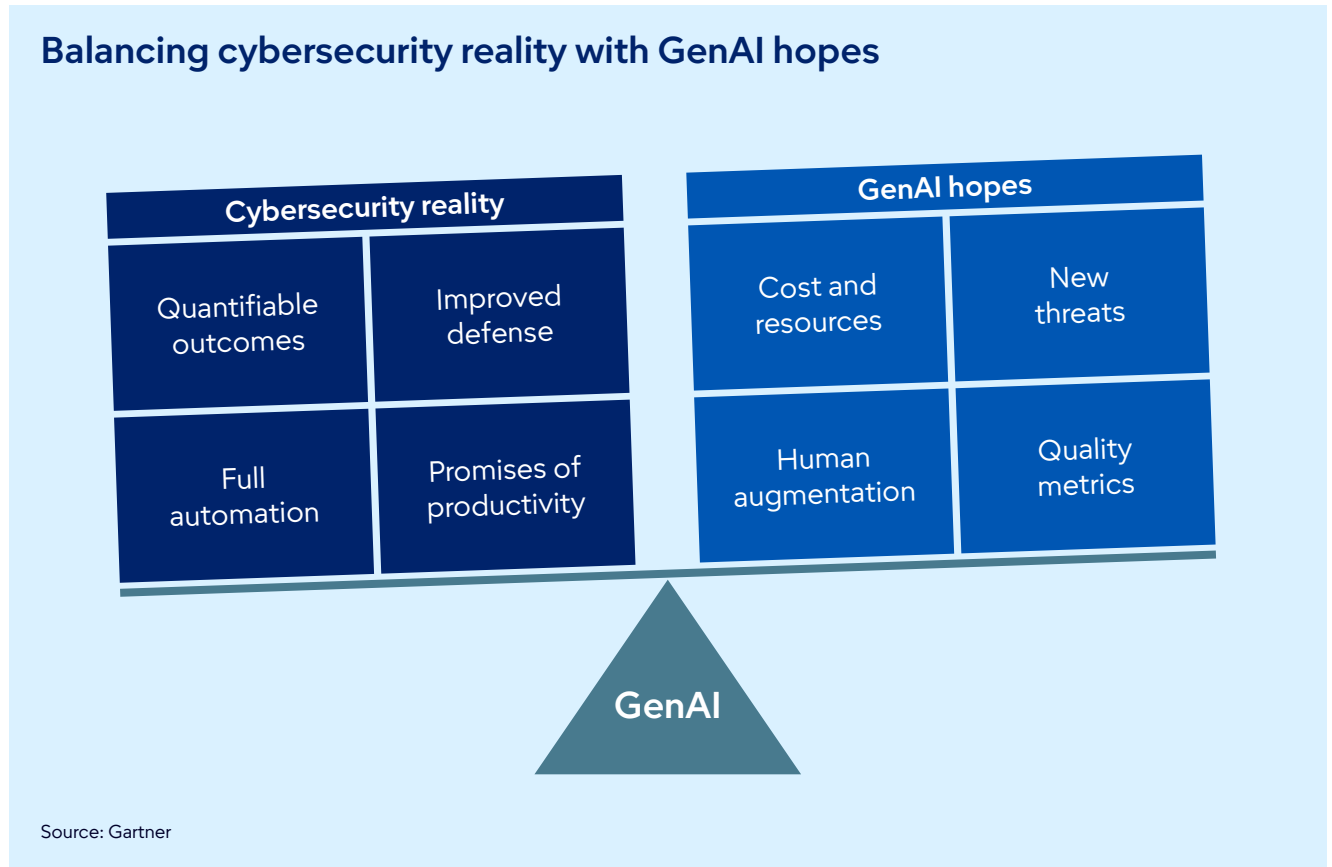 Balancing cybersecurity reality with GenAI hopes
Cybersecurity reality
Quantifiable
outcomes
Improved
defense
Full
automation
Promises of
productivity
GenAI hopes
Cost and
resources
New
threats
Human
augmentation
Quality
metrics
GenAI
Source: Gartner